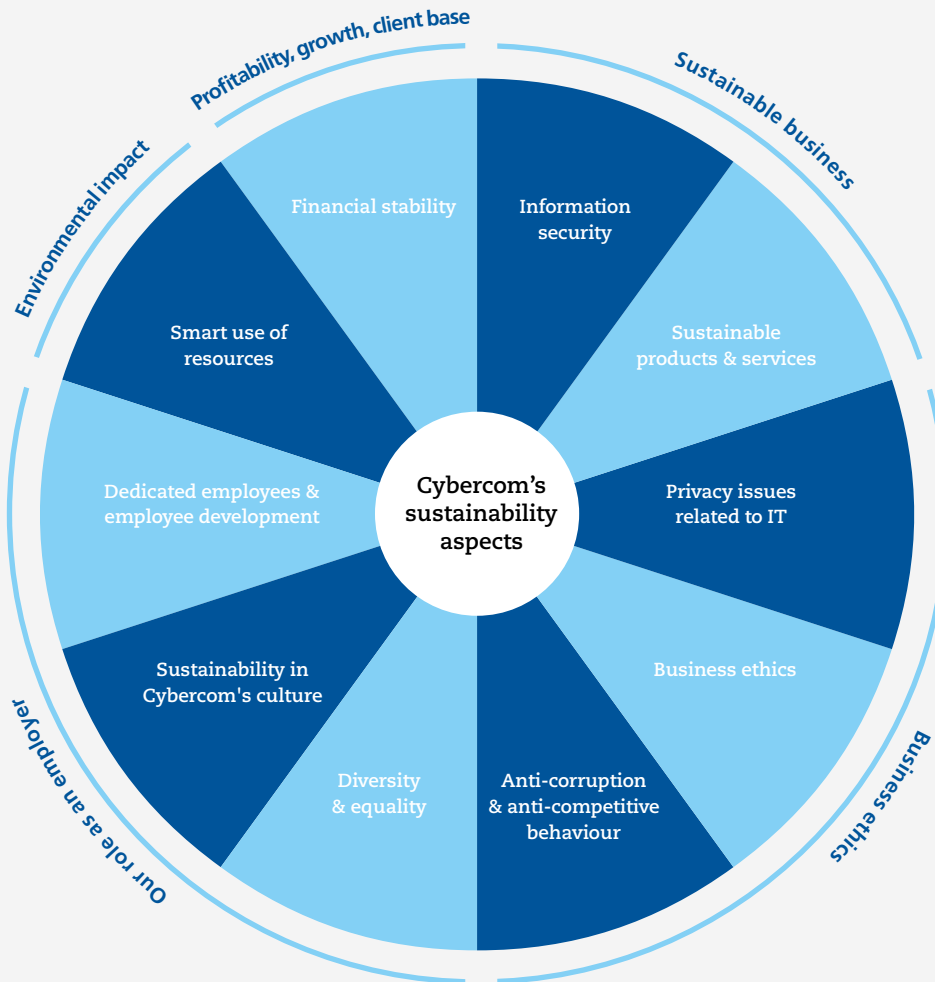 Profitability, growth, client base
Sustainable business
Environmental impact
Financial stability
Information
security
Smart use of
resources
Sustainable
products & services
Dedicated employees &
employee development
Cybercom’s
sustainability
aspects
Privacy issues
related to IT
Sustainability in
Cybercom's culture
Business ethics
Diversity
& equality
Anti-corruption
& anti-competitive
behaviour
Our role as an employer
Business ethics